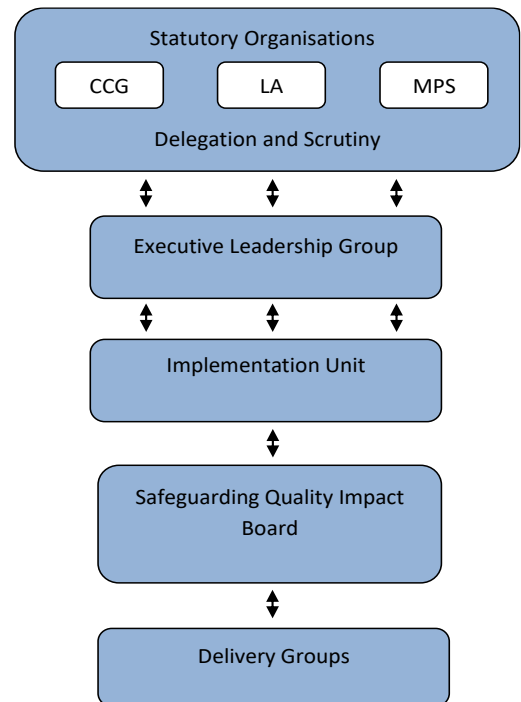 Statutory Organisations
CCG LA MPS
Delegation and Scrutiny
Executive Leadership Group
Implementation Unit
Safeguarding Quality Impact
Board
Delivery Groups